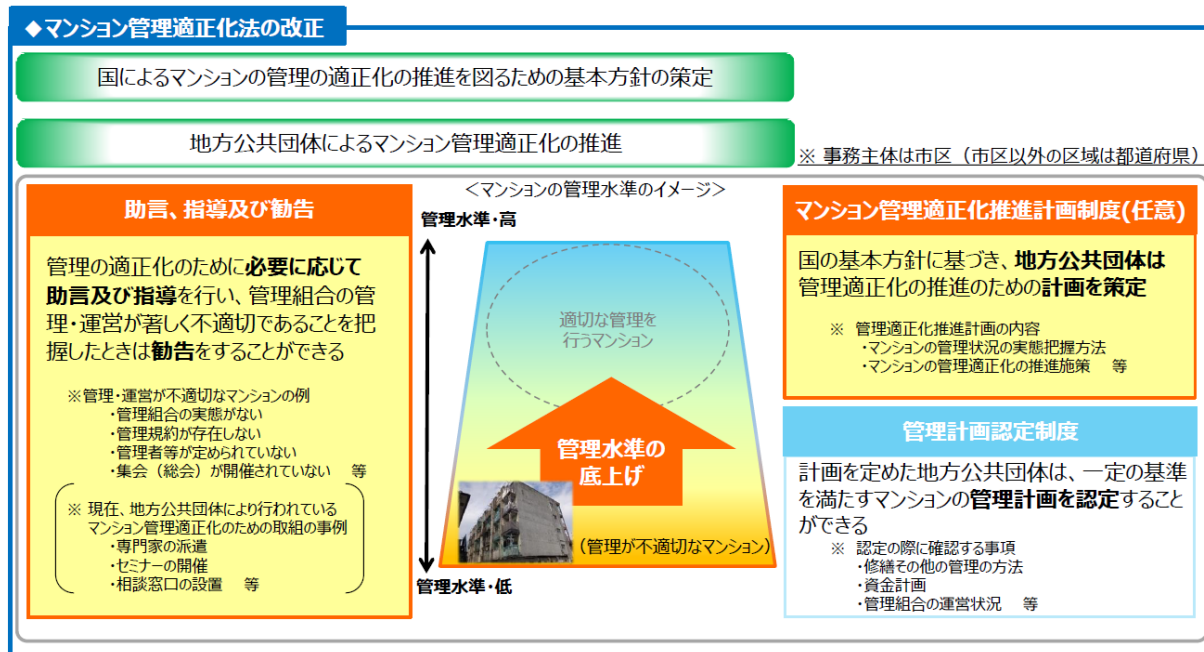 ◆マンション管理適正化法の改正
国によるマンションの管理の適正化の推進を図るための基本方針の策定
地方公共団体によるマンション管理適正化の推進
※ 事務主体は市区（市区以外の区域は都道府県）
助言、指導及び勧告
管理の適正化のために必要に応じて
助言及び指導を行い、管理組合の管
理・運営が著しく不適切であることを把
握したときは勧告をすることができる
※管理・運営が不適切なマンションの例
・管理組合の実態がない
・管理規約が存在しない
・管理者等が定められていない
・集会（総会）が開催されていない　等
※ 現在、地方公共団体により行われている
マンション管理適正化のための取組の事例
・専門家の派遣
・セミナーの開催
・相談窓口の設置　等
＜マンションの管理水準のイメージ＞
管理水準・高
適切な管理を
行うマンション
管理水準の
底上げ
（管理が不適切なマンション）
管理水準・低
マンション管理適正化推進計画制度(任意)
国の基本方針に基づき、地方公共団体は
管理適正化の推進のための計画を策定
※ 管理適正化推進計画の内容
・マンションの管理状況の実態把握方法
・マンションの管理適正化の推進施策　等
管理計画認定制度
計画を定めた地方公共団体は、一定の基準
を満たすマンションの管理計画を認定すること
ができる
※ 認定の際に確認する事項
・修繕その他の管理の方法
・資金計画
・管理組合の運営状況　等